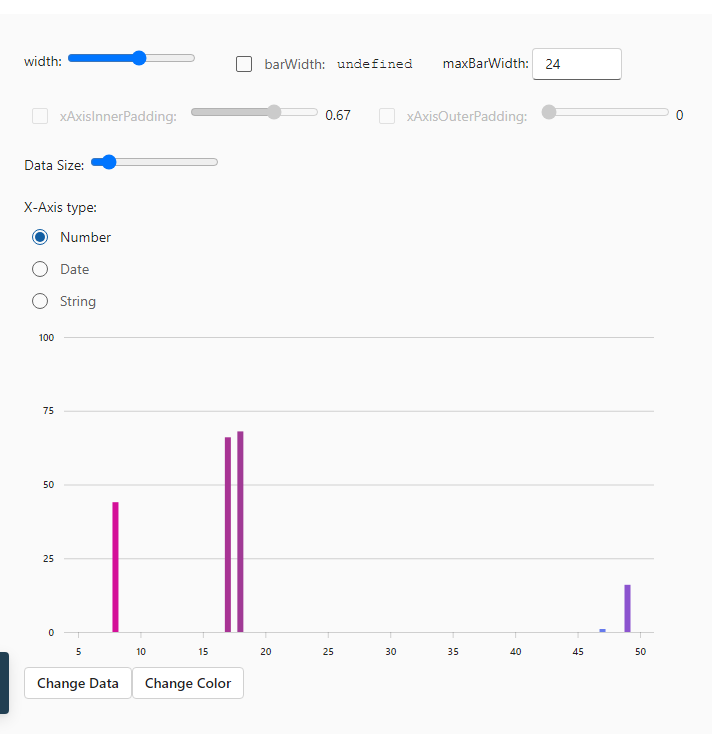 width: barWidth: undefined maxBarWidth: 24
xAxisInnerPadding: 0.67 xAxisOuterPadding: 0
Data Size:
X-Axis type:
Number
Date
String
100
75
50
25
0
5 10 15 20 25 30 35 40 45 50
Change Data Change Color